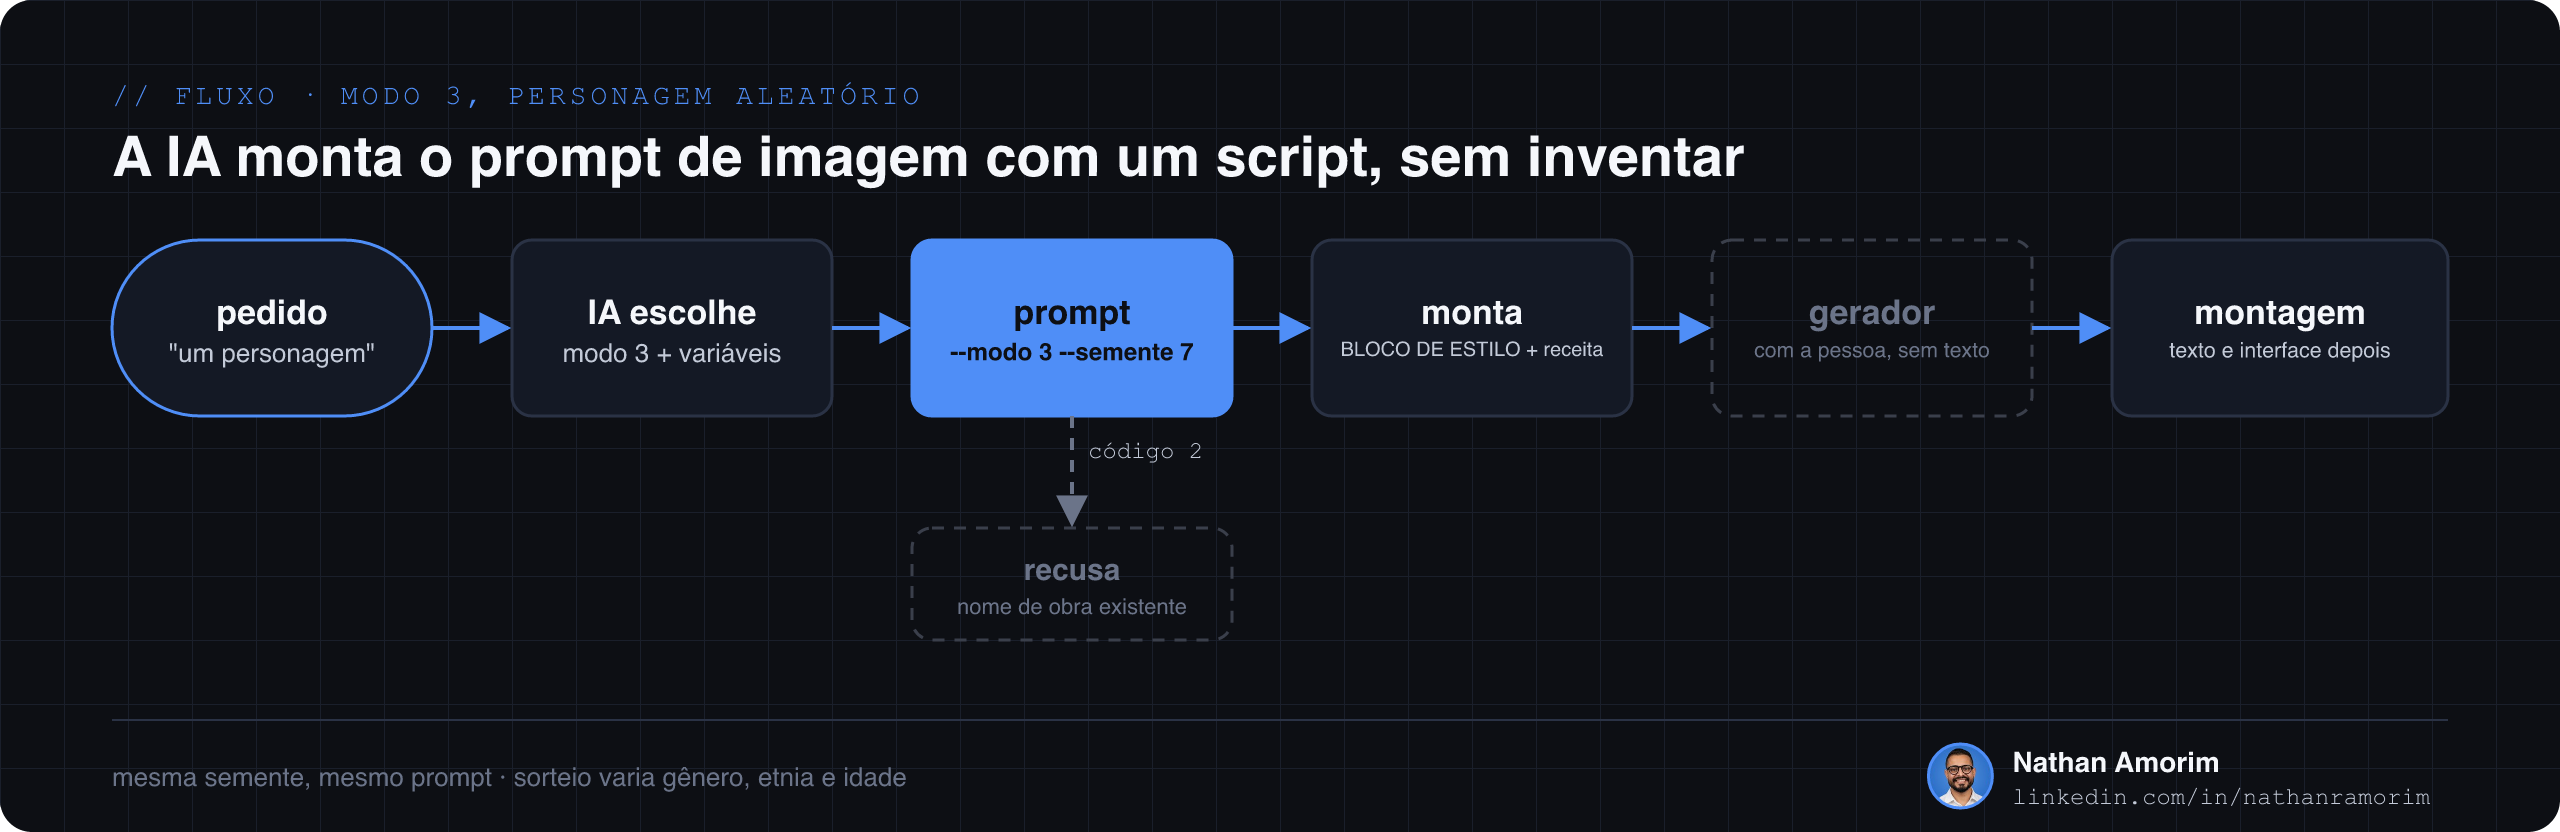 // FLUXO · MODO 3, PERSONAGEM ALEATÓRIO
A IA monta o prompt de imagem com um script, sem inventar
pedido
"um personagem"
IA escolhe
modo 3 + variáveis
prompt
--modo 3 --semente 7
monta
BLOCO DE ESTILO + receita
gerador
com a pessoa, sem texto
montagem
texto e interface depois
código 2
recusa
nome de obra existente
mesma semente, mesmo prompt · sorteio varia gênero, etnia e idade
Nathan Amorim
linkedin.com/in/nathanramorim